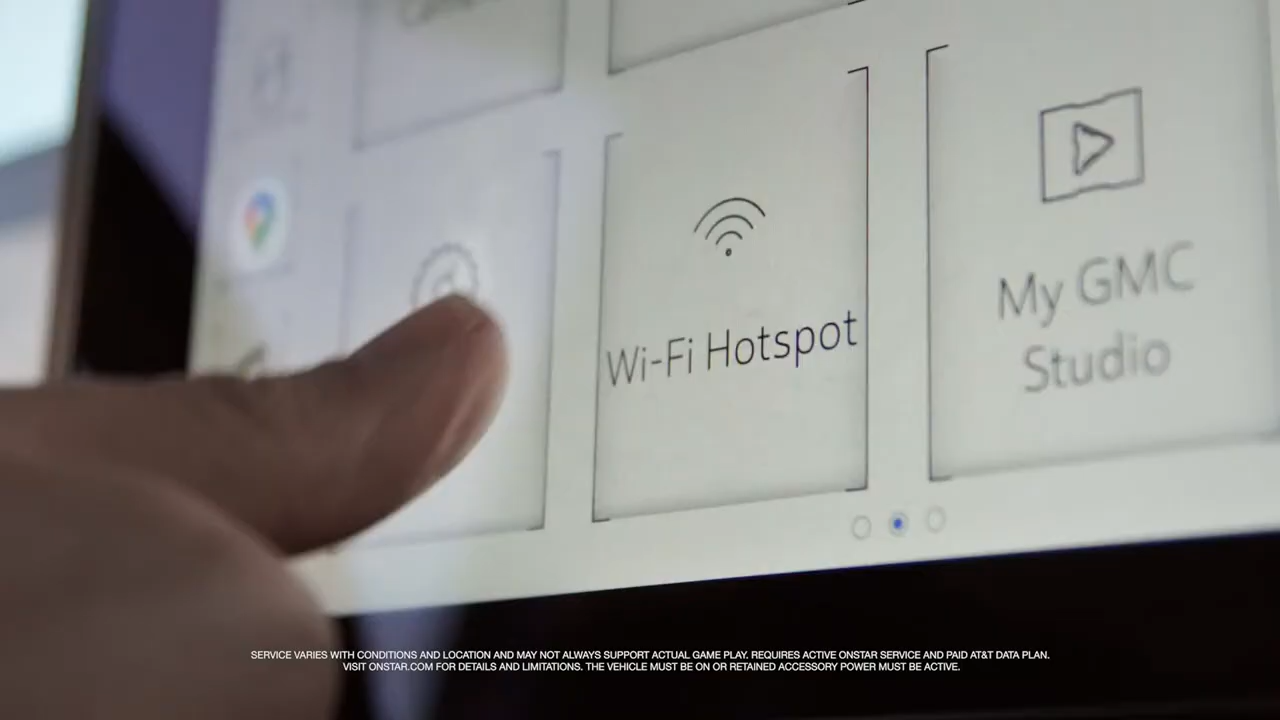 Wi-Fi Hotspot
My GMC
Studio
SERVICE VARIES WITH CONDITIONS AND LOCATION AND MAY NOT ALWAYS SUPPORT ACTUAL GAME PLAY. REQUIRES ACTIVE ONSTAR SERVICE AND PAID AT&T DATA PLAN.
VISIT ONSTAR.COM FOR DETAILS AND LIMITATIONS. THE VEHICLE MUST BE ON OR RETAINED ACCESSORY POWER MUST BE ACTIVE.